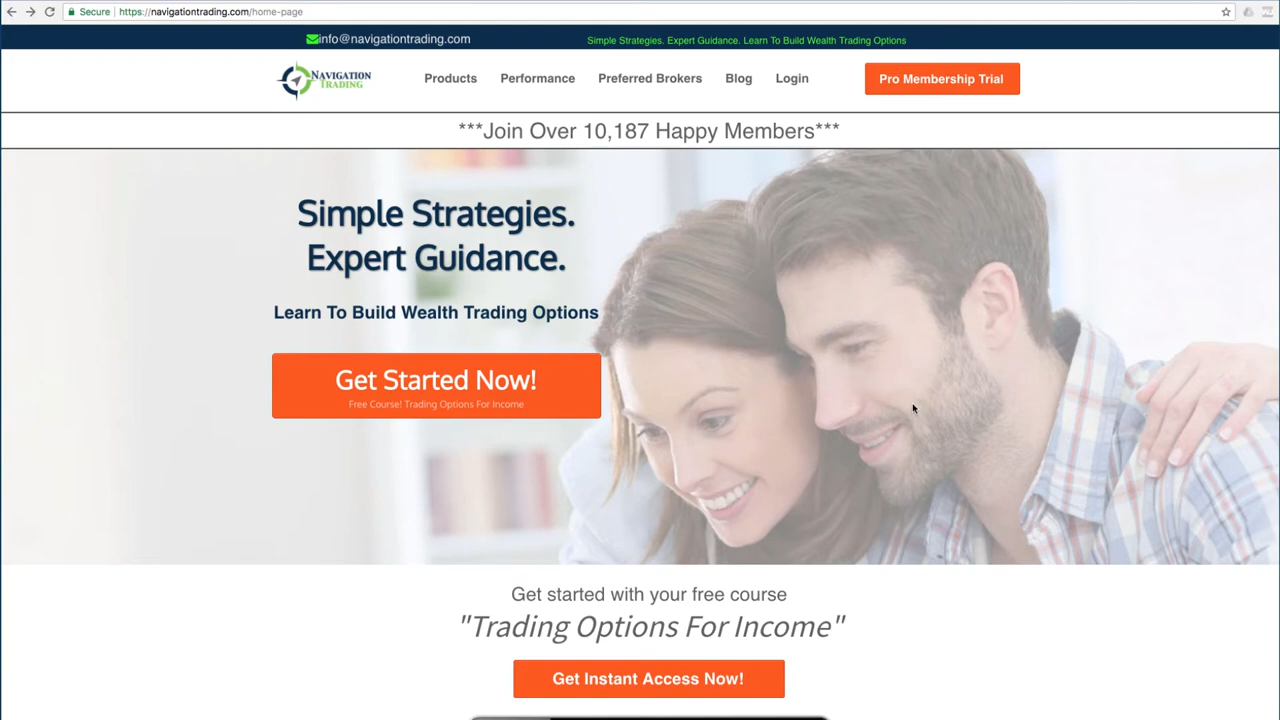 Secure
https://navigationtrading.com/home-page
info@navigationtrading.com
Simple Strategies. Expert Guidance. Learn To Build Wealth Trading Options
NAVIGATION
TRADING
Products
Performance
Preferred Brokers
Blog
Login
Pro Membership Trial
***Join Over 10,187 Happy Members***
Simple Strategies.
Expert Guidance.
Learn To Build Wealth Trading Options
Get Started Now!
Free Course! Trading Options For Income
Get started with your free course
"Trading Options For Income"
Get Instant Access Now!